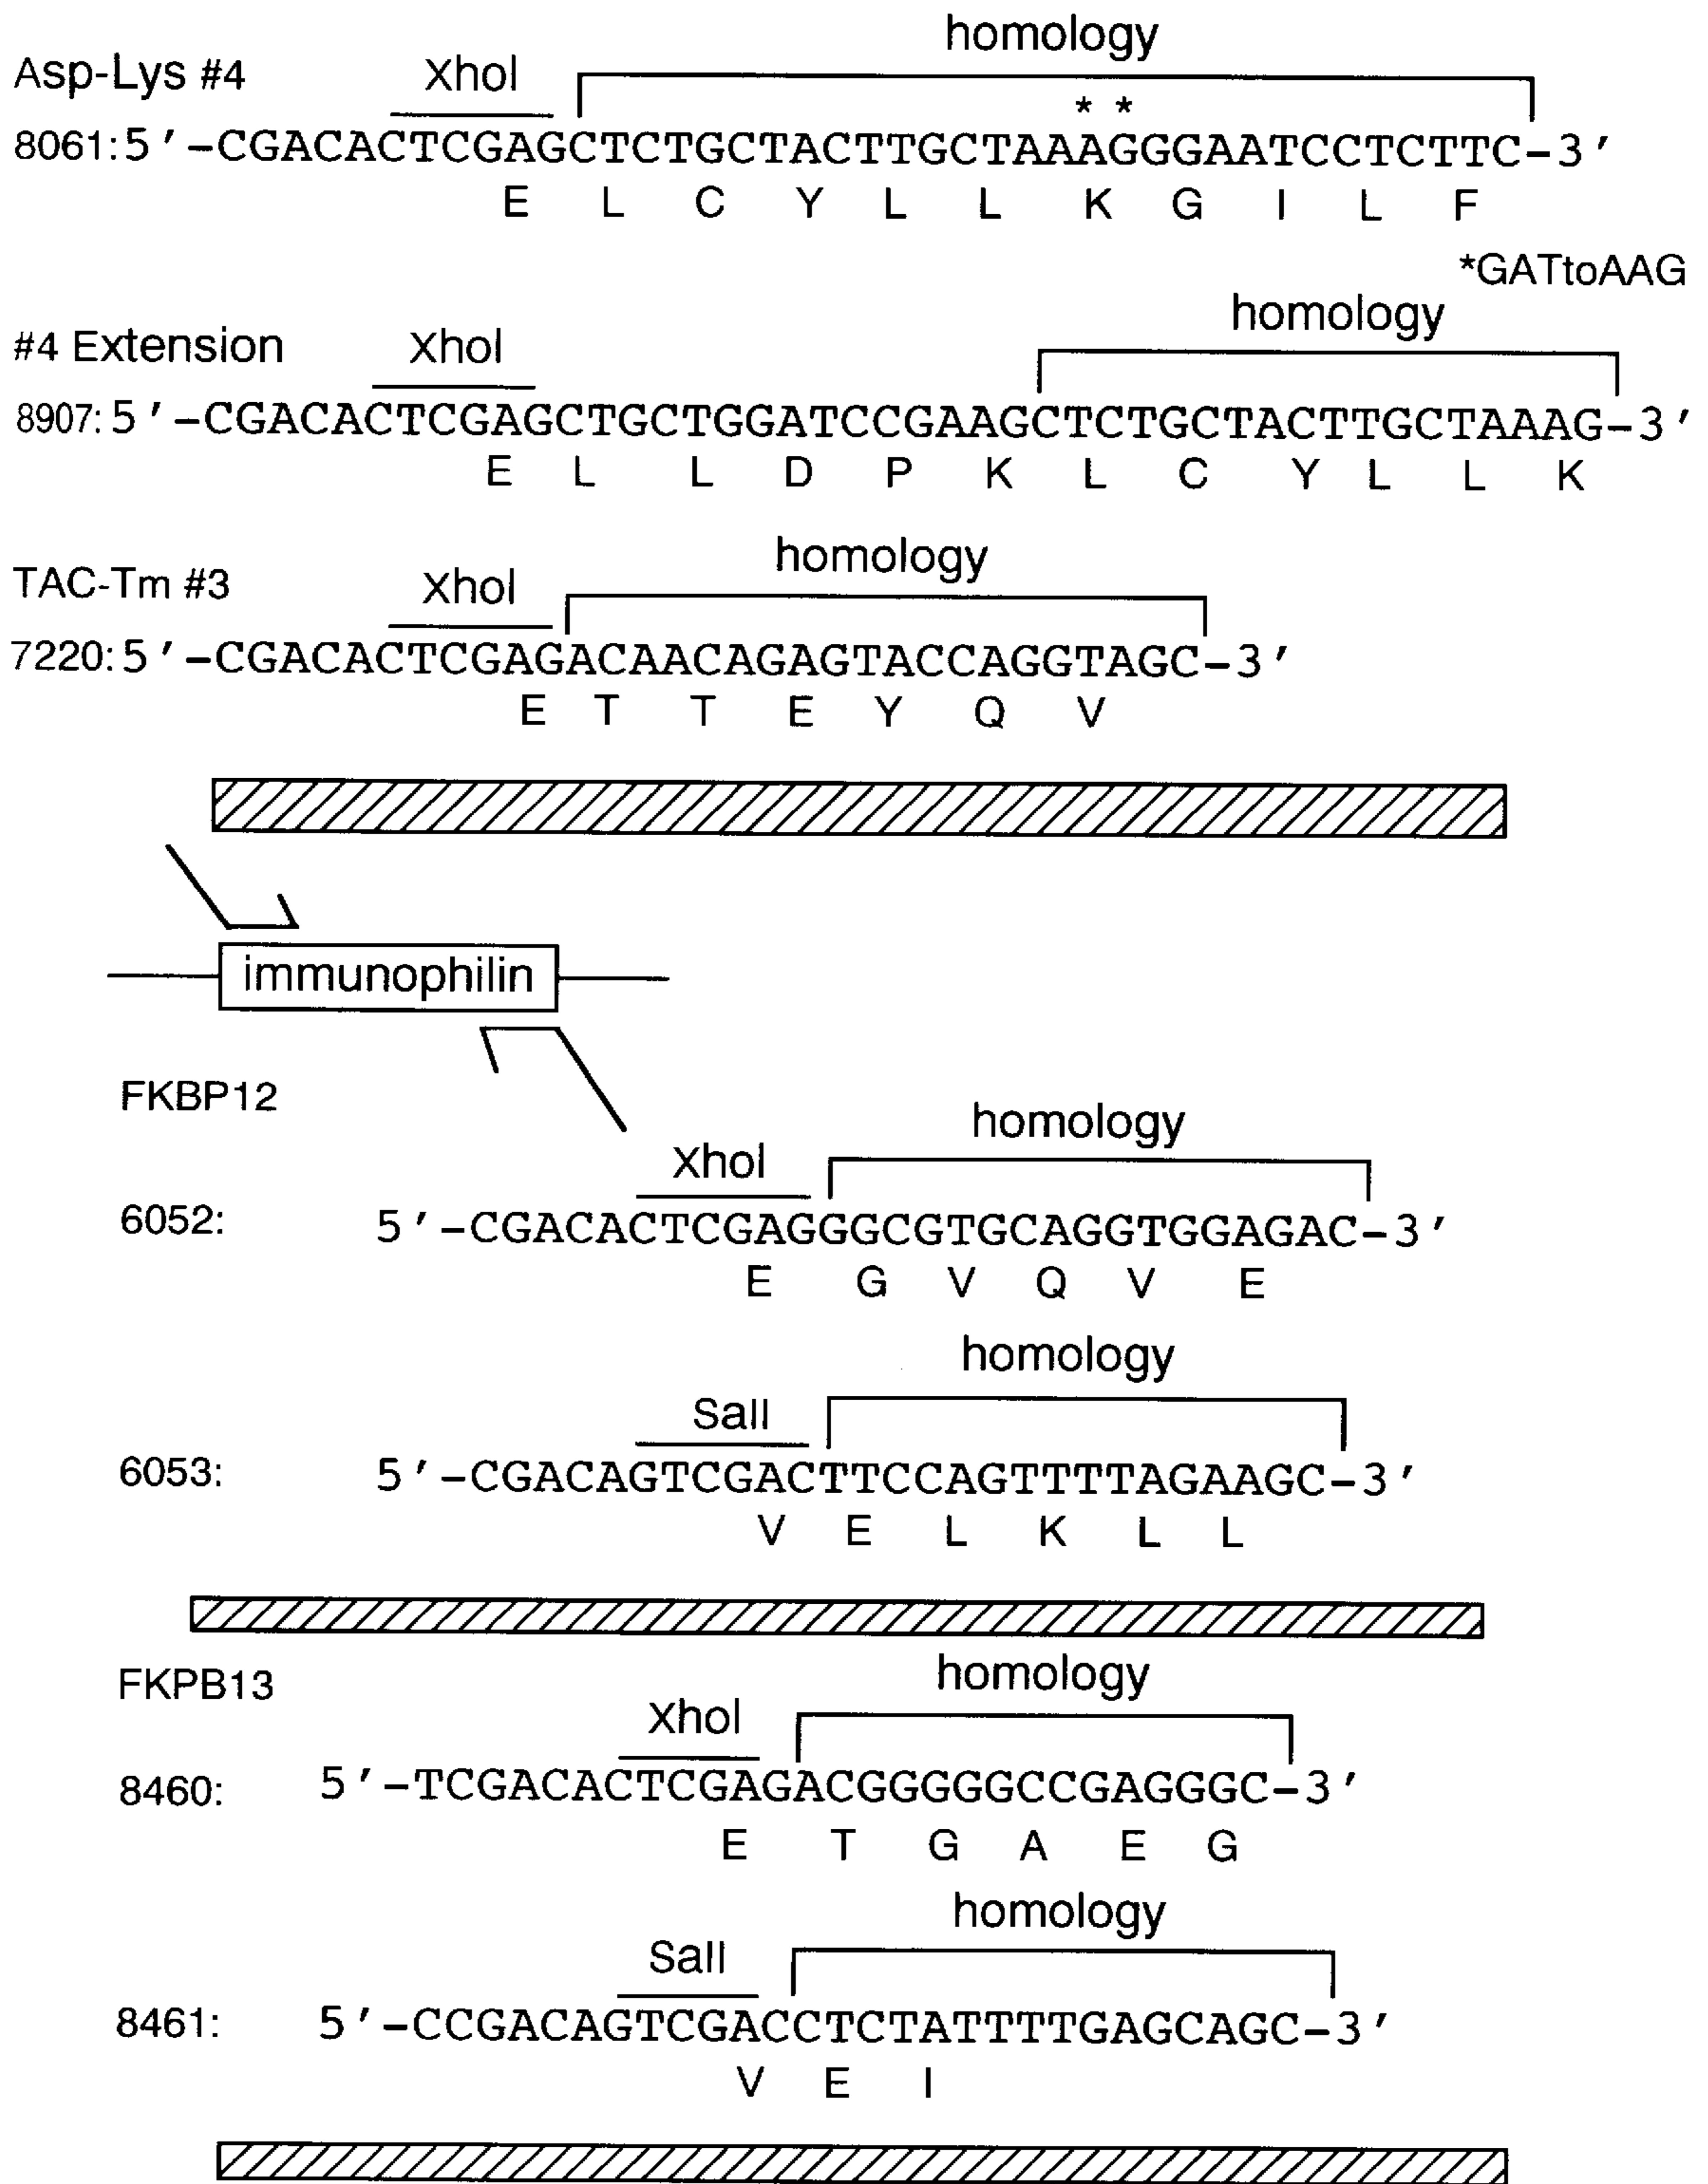 homology
Asp-Lys #4 XhoI
* *
8061:5'-CGACACTCGAGCTCTGCTACTTGCTAAAGGGAATCCTCTTC-3'
E L C Y L L K G I L F
*GATtoAAG
homology
#4 Extension XhoI
8907:5'-CGACACTCGAGCTGCTGGATCCGAAGCTCTGCTACTTGCTAAAG-3'
E L L D P K L C Y L L K
homology
TAC-Tm #3 XhoI
7220:5'-CGACACTCGAGACAACAGAGTACCAGGTAGC-3'
E T T E Y Q V
immunophilin
FKBP12
homology
XhoI
6052: 5'-CGACACTCGAGGGCGTGCAGGTGGAGAC-3'
E G V Q V E
homology
SalI
6053: 5'-CGACAGTCGACTTCCAGTTTTAGAAGC-3'
V E L K L L
homology
FKPB13
XhoI
8460: 5'-TCGACACTCGAGACGGGGGCCGAGGGC-3'
E T G A E G
homology
SalI
8461: 5'-CCGACAGTCGACCTCTATTTTGAGCAGC-3'
V E I